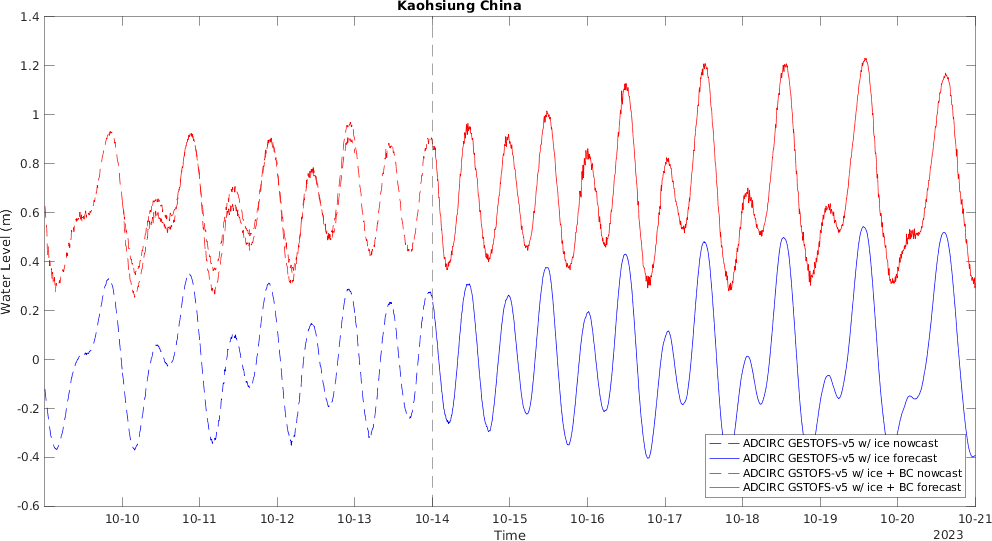 Kaohsiung China
1.4
1.2
1
0.8
0.6
0.4
0.2
0
-0.2
-0.4
-0.6
Water Level (m)
ADCIRC GESTOFS-v5 w/ ice nowcast
ADCIRC GESTOFS-v5 w/ ice forecast
ADCIRC GSTOFS-v5 w/ ice + BC nowcast
ADCIRC GSTOFS-v5 w/ ice + BC forecast
10-10 10-11 10-12 10-13 10-14 10-15 10-16 10-17 10-18 10-19 10-20 10-21
Time
2023